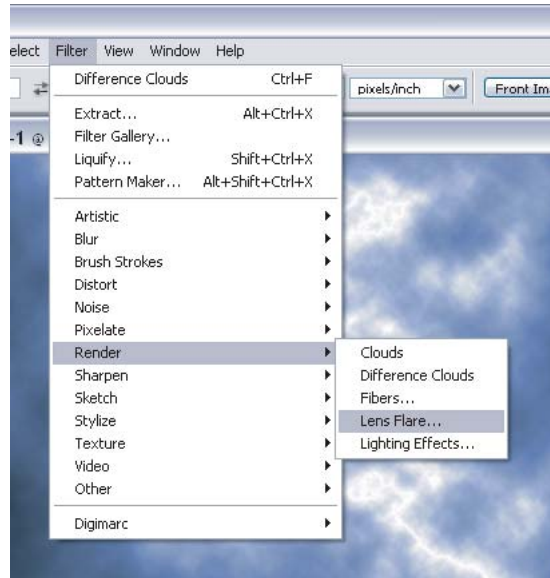 elect Filter View Window Help
Difference Clouds Ctrl+F
pixels/inch Front Im
Extract... Alt+Ctrl+X
-1 @
Filter Gallery...
Liquify... Shift+Ctrl+X
Pattern Maker... Alt+Shift+Ctrl+X
Artistic
Blur
Brush Strokes
Distort
Noise
Pixelate
Render
Clouds
Sharpen
Difference Clouds
Sketch
Fibers...
Stylize
Lens Flare...
Texture
Lighting Effects...
Video
Other
Digimarc